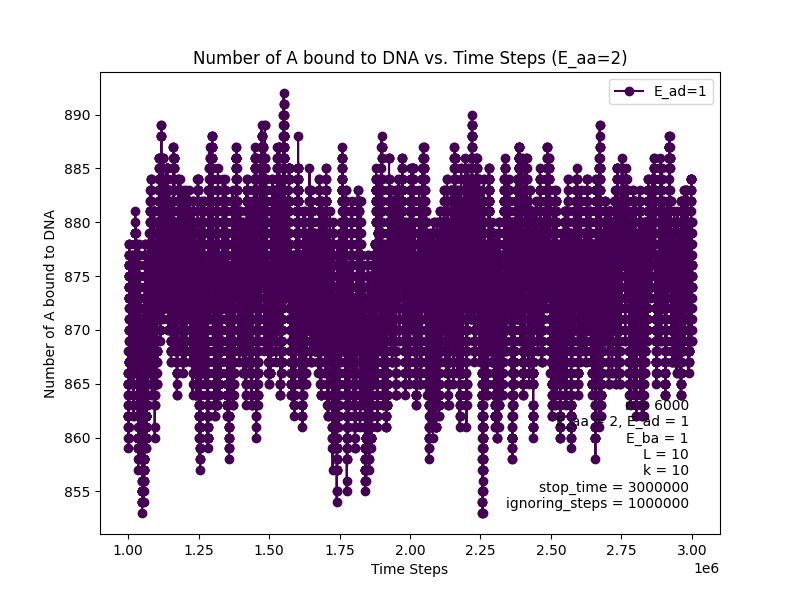 Number of A bound to DNA vs. Time Steps (E_aa=2)
E_ad=1
890
885
880
875
870
865
860
855
Number of A bound to DNA
= 6000
= 2, E_ad = 1
E_ba = 1
L = 10
k = 10
stop_time = 3000000
ignoring_steps = 1000000
1.00 1.25 1.50 1.75 2.00 2.25 2.50 2.75 3.00
1e6
Time Steps